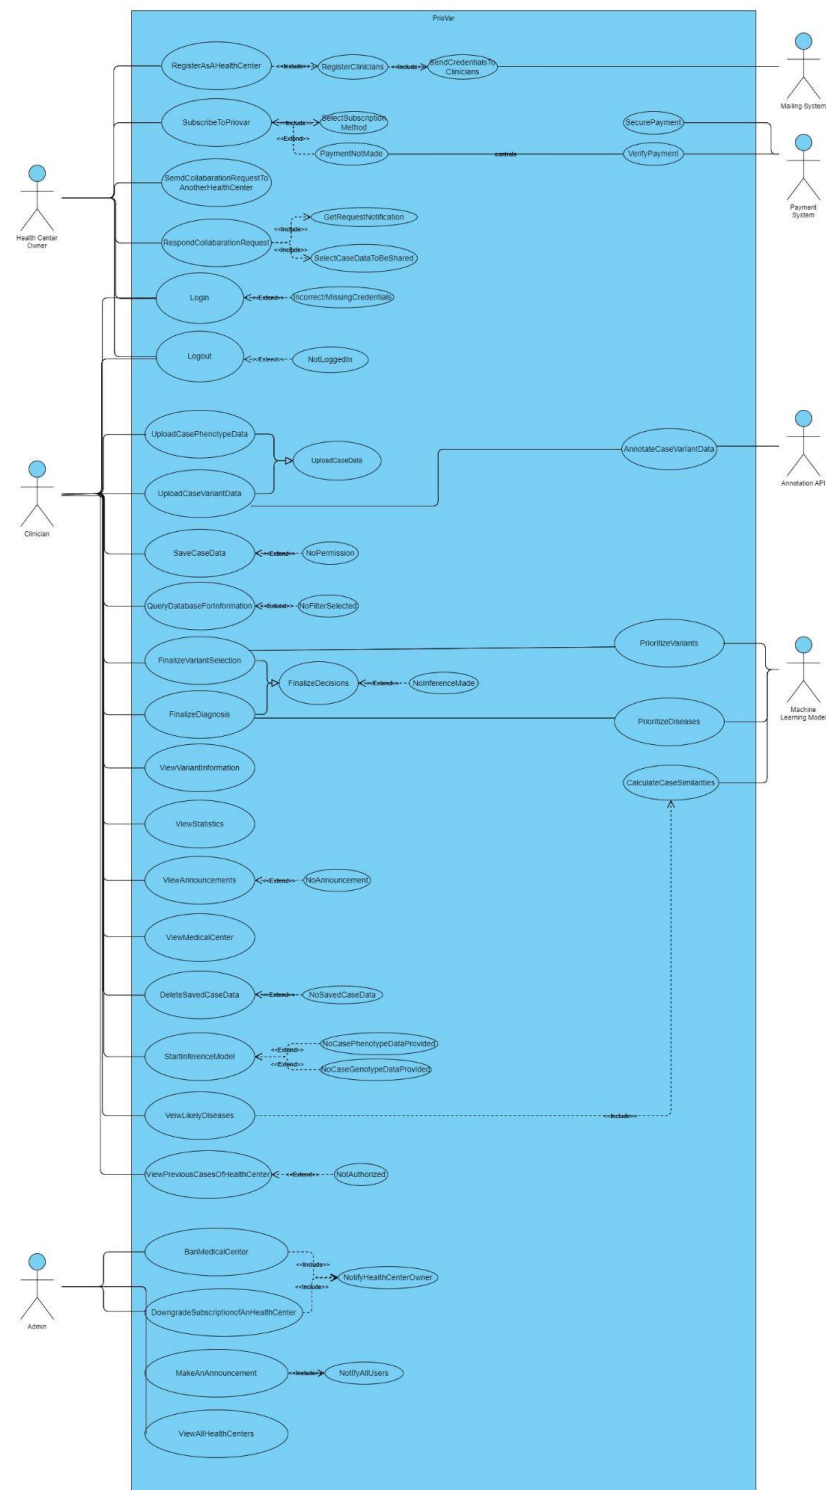 PrioVar
RegisterAsAHealthCenter
<<Include>>
RegisterClinicians
<<Include>>
SendCredentialsTo
Clinicians
Mailing System
SubscribeToPriovar
<<Include>>
SelectSubscription
Method
SecurePayment
<<Extend>>
PaymentNotMade
controls
VerifyPayment
Payment
System
Health Center
Owner
SemdCollabarationRequestTo
AnotherHealthCenter
GetRequestNotification
<<Include>>
RespondCollabarationRequest
<<Include>>
SelectCaseDataToBeShared
Login
<<Extend>>
Incorrect/MissingCredentials
Logout
<<Extend>>
NotLoggedIn
UploadCasePhenotypeData
UploadCaseData
AnnotateCaseVariantData
Annotation API
UploadCaseVariantData
Clinician
SaveCaseData
<<Extend>>
NoPermission
QueryDatabaseForInformation
<<Extend>>
NoFilterSelected
FinalizeVariantSelection
PrioritizeVariants
FinalizeDecisions
<<Extend>>
NoInferenceMade
Machine
Learning Model
FinalizeDiagnosis
PrioritizeDiseases
ViewVariantInformation
CalculateCaseSimilarities
ViewStatistics
ViewAnnouncements
<<Extend>>
NoAnnouncement
ViewMedicalCenter
DeleteSavedCaseData
<<Extend>>
NoSavedCaseData
NoCasePhenotypeDataProvided
<<Extend>>
StartInferenceModel
<<Extend>>
NoCaseGenotypeDataProvided
VeiwLikelyDiseases
<<Include>>
ViewPreviousCasesOfHealthCenter
<<Extend>>
NotAuthorized
BanMedicalCenter
<<Include>>
NotifyHealthCenterOwner
<<Include>>
DowngradeSubscriptionofAnHealthCenter
Admin
MakeAnAnnouncement
<<Include>>
NotifyAllUsers
ViewAllHealthCenters